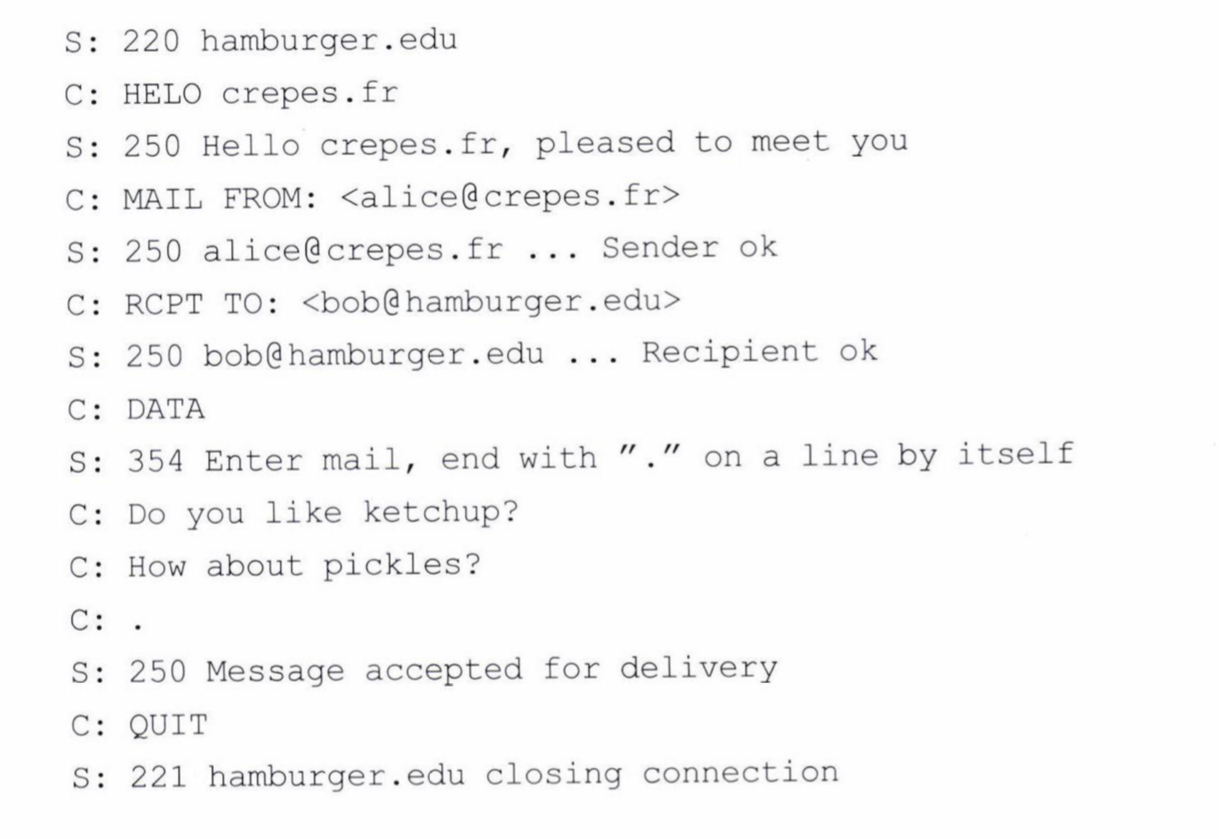 S: 220 hamburger.edu
C: HELO crepes.fr
S: 250 Hello crepes.fr, pleased to meet you
C: MAIL FROM: <alice@crepes.fr>
S: 250 alice@crepes.fr ... Sender ok
C: RCPT TO: <bob@hamburger.edu>
S: 250 bob@hamburger.edu ... Recipient ok
C: DATA
S: 354 Enter mail, end with "." on a line by itself
C: Do you like ketchup?
C: How about pickles?
C: .
S: 250 Message accepted for delivery
C: QUIT
S: 221 hamburger.edu closing connection